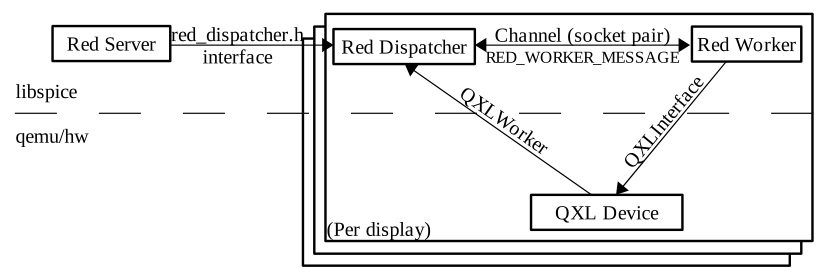 Red Server
red_dispatcher.h
interface
Red Dispatcher
Channel (socket pair)
RED_WORKER_MESSAGE
Red Worker
libspice
qemu/hw
QXLWorker
QXLInterface
QXL Device
(Per display)